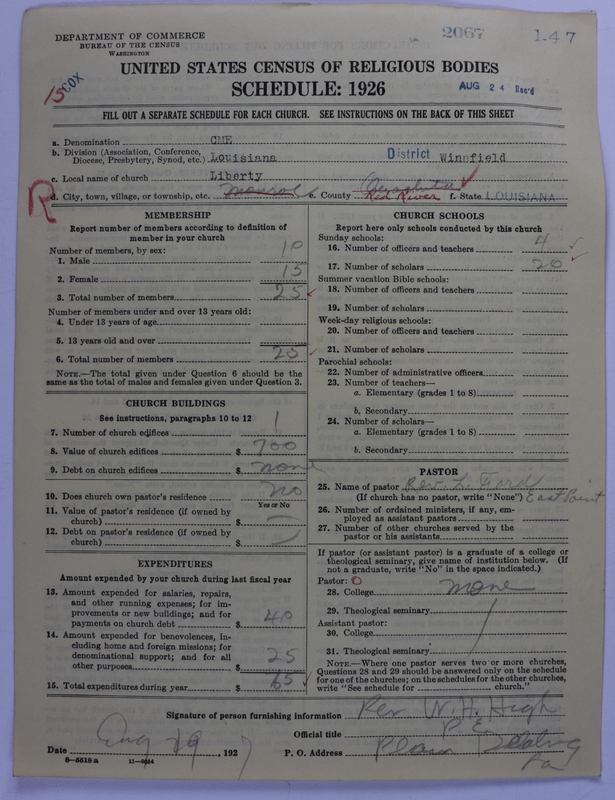 DEPARTMENT OF COMMERCE
BUREAU OF THE CENSUS
WASHINGTON
2067
147
15 COX
UNITED STATES CENSUS OF RELIGIOUS BODIES
SCHEDULE: 1926
AUG 24 Rec'd
FILL OUT A SEPARATE SCHEDULE FOR EACH CHURCH. SEE INSTRUCTIONS ON THE BACK OF THIS SHEET
a. Denomination CME
b. Division (Association, Conference, Diocese, Presbytery, Synod, etc.) Louisiana District Winnfield
c. Local name of church Liberty
R
d. City, town, village, or township, etc. e. County Red River f. State LOUISIANA
MEMBERSHIP
Report number of members according to definition of
member in your church
Number of members, by sex:
1. Male 10
2. Female 15
3. Total number of members 25
Number of members under and over 13 years old:
4. Under 13 years of age
5. 13 years old and over
6. Total number of members 25
NOTE.—The total given under Question 6 should be the
same as the total of males and females given under Question 3.
CHURCH BUILDINGS
See instructions, paragraphs 10 to 12
7. Number of church edifices 1
8. Value of church edifices $ 700
9. Debt on church edifices $ none
10. Does church own pastor's residence no
Yes or No
11. Value of pastor's residence (if owned by
church) $
12. Debt on pastor's residence (if owned by
church) $
EXPENDITURES
Amount expended by your church during last fiscal year
13. Amount expended for salaries, repairs,
and other running expenses; for im-
provements or new buildings; and for
payments on church debt $ 40
14. Amount expended for benevolences, in-
cluding home and foreign missions; for
denominational support; and for all
other purposes $ 25
15. Total expenditures during year $ 65
CHURCH SCHOOLS
Report here only schools conducted by this church
Sunday schools:
16. Number of officers and teachers 4
17. Number of scholars 20
Summer vacation Bible schools:
18. Number of officers and teachers
19. Number of scholars
Week-day religious schools:
20. Number of officers and teachers
21. Number of scholars
Parochial schools:
22. Number of administrative officers
23. Number of teachers—
a. Elementary (grades 1 to 8)
b. Secondary
24. Number of scholars—
a. Elementary (grades 1 to 8)
b. Secondary
PASTOR
25. Name of pastor Rev. L.
(If church has no pastor, write "None") East Point
26. Number of ordained ministers, if any, em-
ployed as assistant pastors
27. Number of other churches served by the
pastor or his assistants
If pastor (or assistant pastor) is a graduate of a college or
theological seminary, give name of institution below. (If
not a graduate, write "No" in the space indicated.)
Pastor: O
28. College none
29. Theological seminary
Assistant pastor:
30. College
31. Theological seminary
NOTE.—Where one pastor serves two or more churches,
Questions 28 and 29 should be answered only on the schedule
for one of the churches; on the schedules for the other churches,
write "See schedule for church."
Signature of person furnishing information Rev W. H. High
Official title P E
Date Aug 19, 1927 P. O. Address Plain Dealing
La
8—5518 a 11—9034